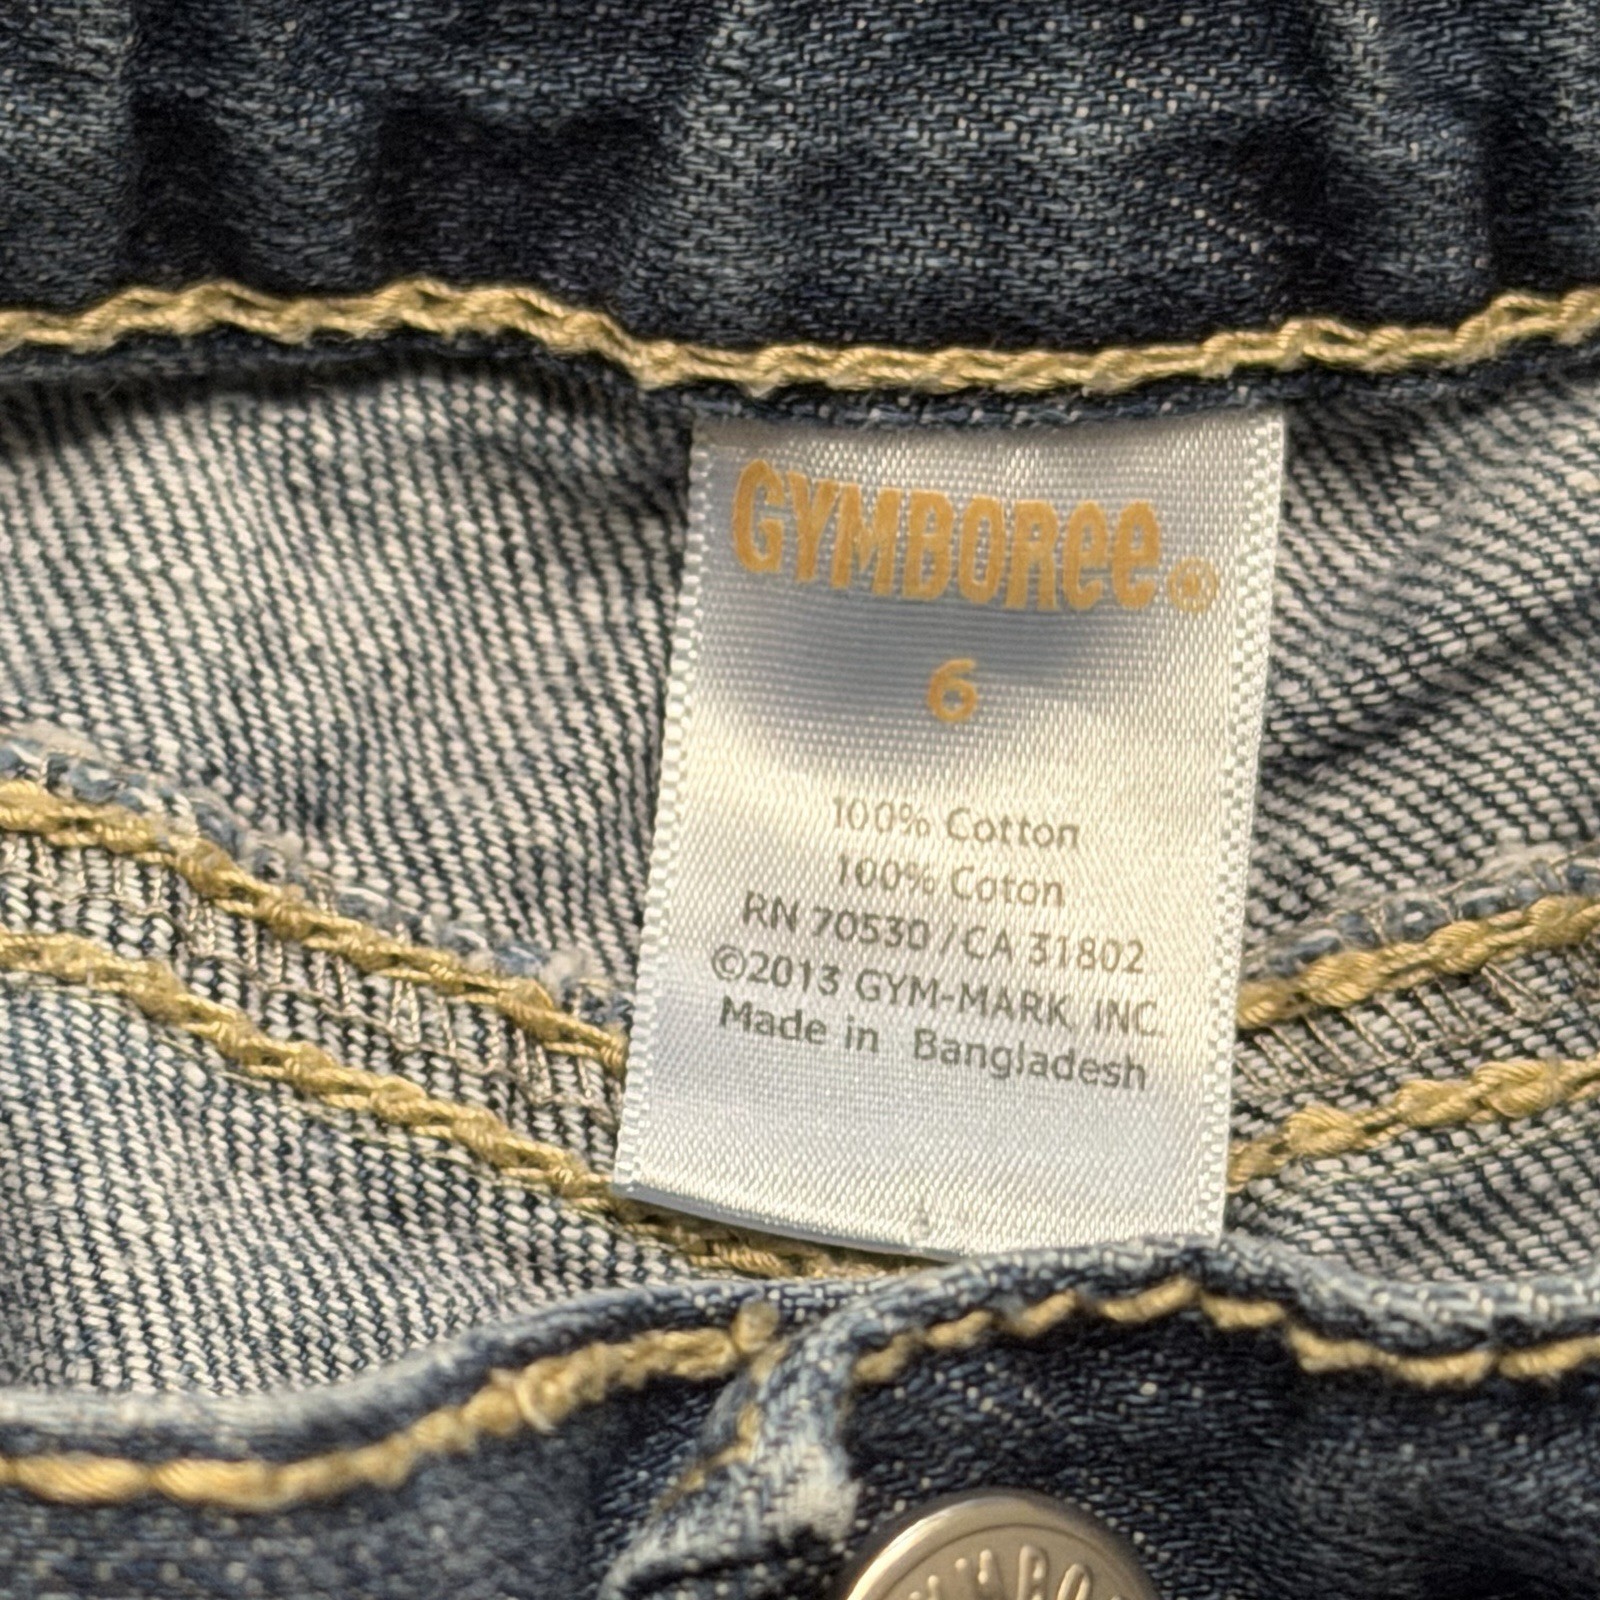 GYMBOREE®
6
100% Cotton
100% Coton
RN 70530 / CA 31802
©2013 GYM-MARK, INC.
Made in Bangladesh